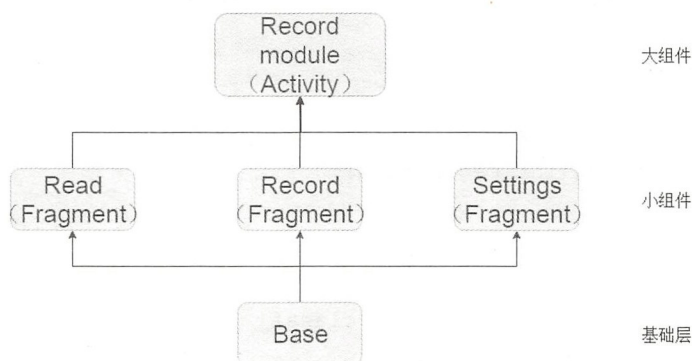 Record
module
(Activity)
大组件
Read
(Fragment)
Record
(Fragment)
Settings
(Fragment)
小组件
Base
基础层